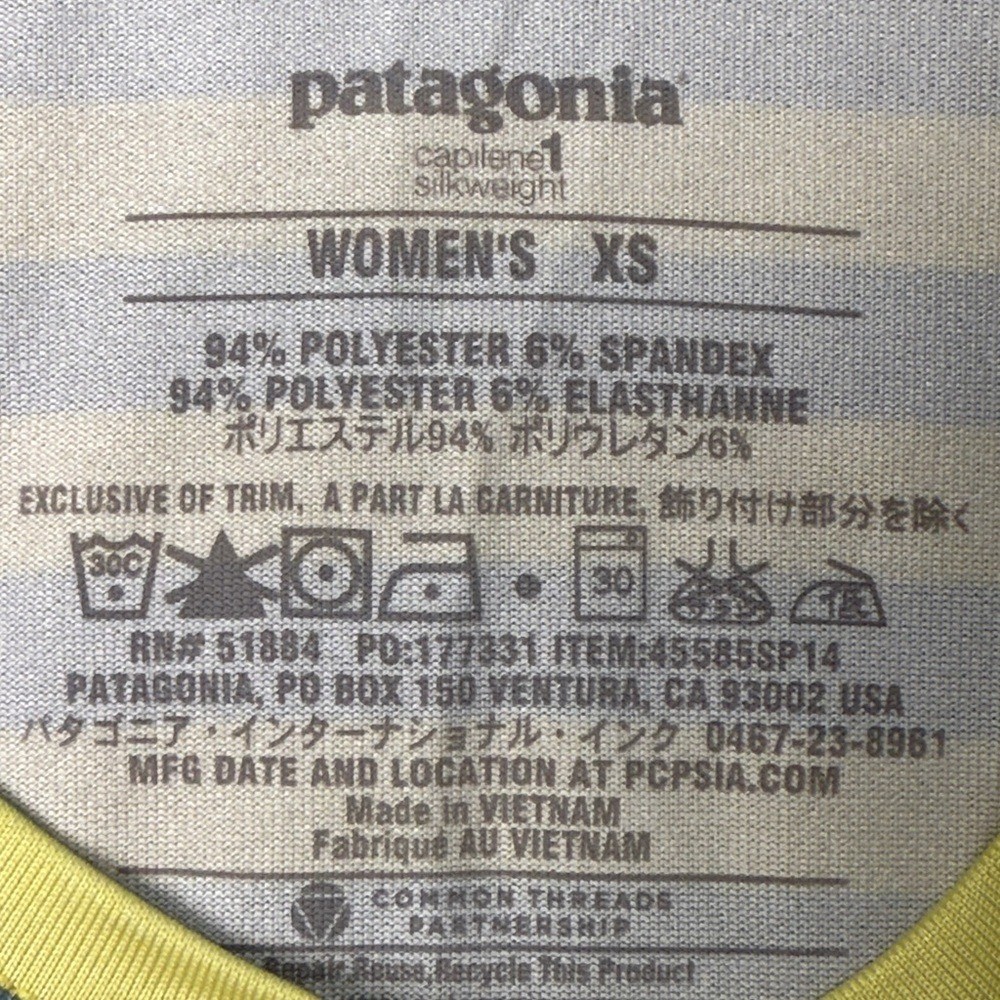 patagonia
capilene1
silkweight
WOMEN'S XS
94% POLYESTER 6% SPANDEX
94% POLYESTER 6% ELASTHANNE
ポリエステル94% ポリウレタン6%
EXCLUSIVE OF TRIM, A PART LA GARNITURE, 飾り付け部分を除く
30C 30 低
RN# 51884 PO:177331 ITEM:45585SP14
PATAGONIA, PO BOX 150 VENTURA, CA 93002 USA
パタゴニア・インターナショナル・インク 0467-23-8961
MFG DATE AND LOCATION AT PCPSIA.COM
Made in VIETNAM
Fabriqué AU VIETNAM
COMMON THREADS
PARTNERSHIP
Repair,Reuse,Recycle This Product